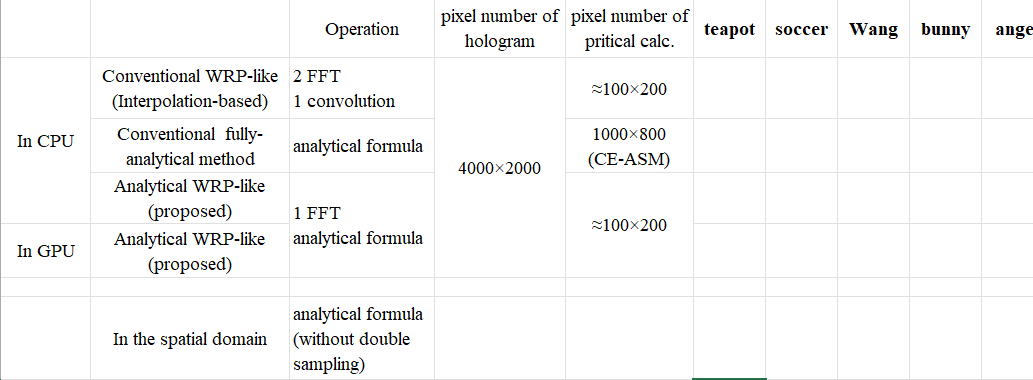 Operation
pixel number of
hologram
pixel number of
pritical calc.
teapot
soccer
Wang
bunny
ange
In CPU
Conventional WRP-like
(Interpolation-based)
2 FFT
1 convolution
4000×2000
≈100×200
Conventional fully-
analytical method
analytical formula
1000×800
(CE-ASM)
Analytical WRP-like
(proposed)
1 FFT
analytical formula
≈100×200
In GPU
Analytical WRP-like
(proposed)
In the spatial domain
analytical formula
(without double
sampling)